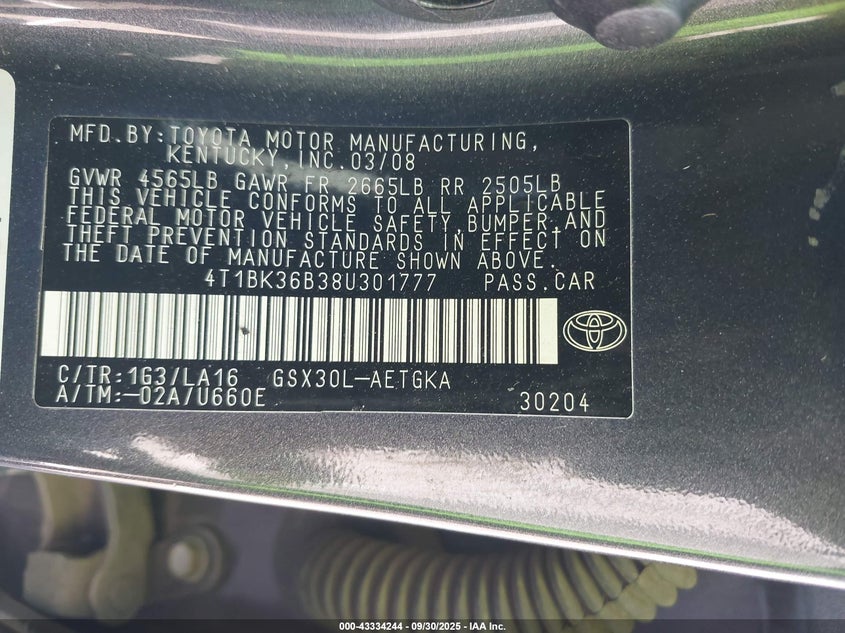 MFD.BY:TOYOTA MOTOR MANUFACTURING,
KENTUCKY,INC.03/08
GVWR 4565LB GAWR FR 2665LB RR 2505LB
THIS VEHICLE CONFORMS TO ALL APPLICABLE
FEDERAL MOTOR VEHICLE SAFETY,BUMPER,AND
THEFT PREVENTION STANDARDS IN EFFECT ON
THE DATE OF MANUFACTURE SHOWN ABOVE.
4T1BK36B38U301777 PASS.CAR
C/TR:1G3/LA16 GSX30L-AETGKA
A/TM:-02A/U660E 30204
000-43334244 - 09/30/2025 - IAA Inc.